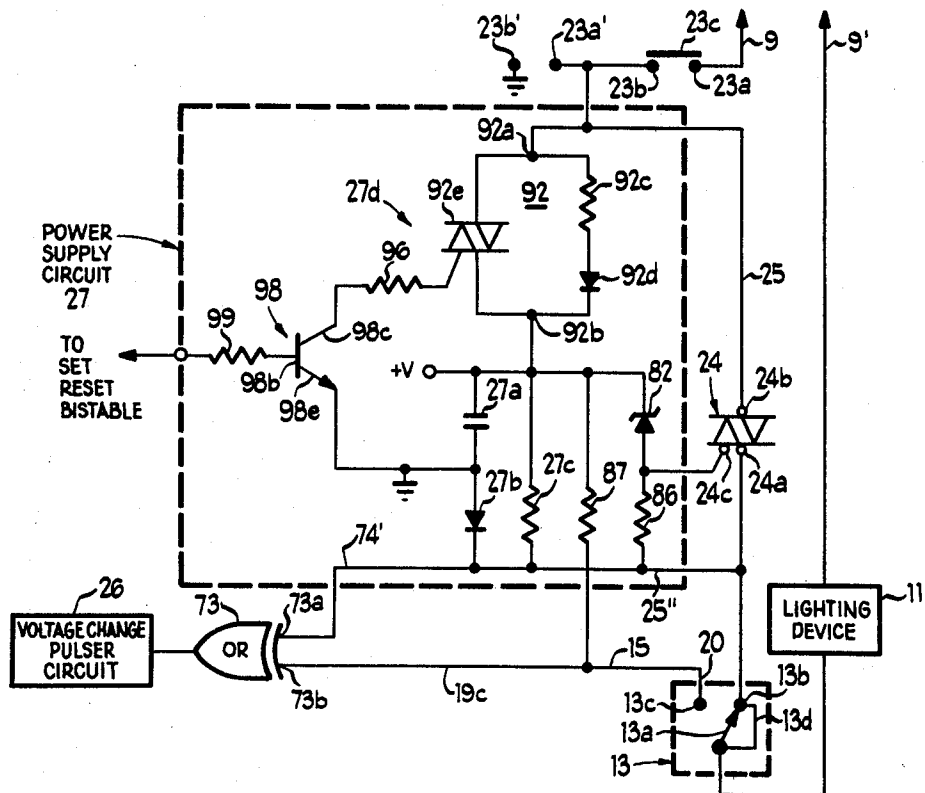 23b'
23a'
23c
9
9'
23b
23a
92a
27d
92e
92
92c
POWER
SUPPLY
CIRCUIT
27
96
92d
25
99
98
98c
92b
TO
SET
RESET
BISTABLE
98b
98e
+V
27a
82
24
24b
27b
27c
87
86
24c
24a
74'
26
73
73a
25"
11
VOLTAGE CHANGE
PULSER
CIRCUIT
OR
LIGHTING
DEVICE
15
20
73b
19c
13c
13b
13a
13d
13